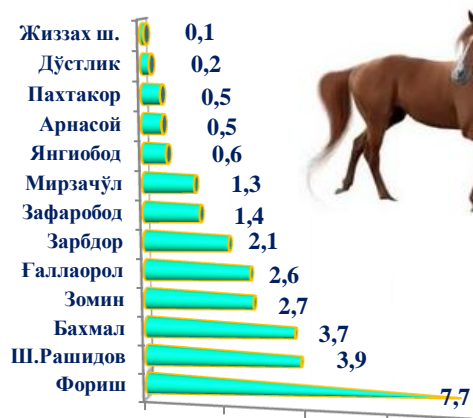 Жиззах ш. 0,1
Дўстлик 0,2
Пахтакор 0,5
Арнасой 0,5
Янгиобод 0,6
Мирзачўл 1,3
Зафаробод 1,4
Зарбдор 2,1
Ғаллаорол 2,6
Зомин 2,7
Бахмал 3,7
Ш.Рашидов 3,9
Фориш 7,7